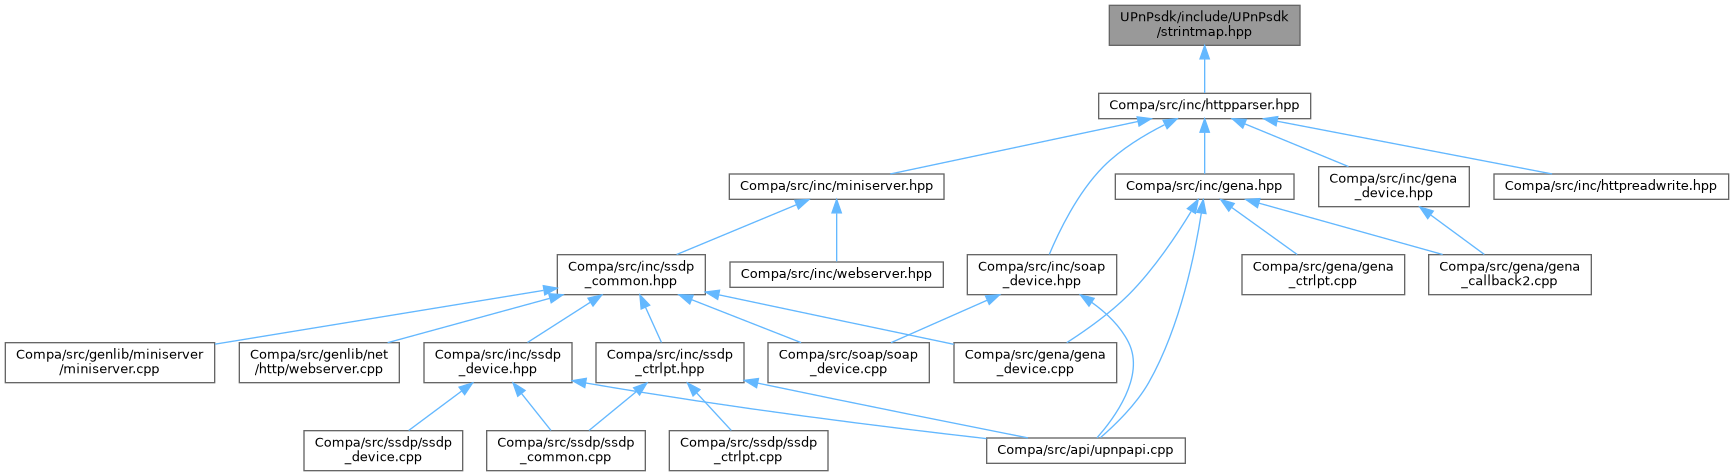 UPnPsdk/include/UPnPsdk
/strintmap.hpp
Compa/src/inc/httpparser.hpp
Compa/src/inc/miniserver.hpp
Compa/src/inc/gena.hpp
Compa/src/inc/gena
_device.hpp
Compa/src/inc/httpreadwrite.hpp
Compa/src/inc/ssdp
_common.hpp
Compa/src/inc/webserver.hpp
Compa/src/inc/soap
_device.hpp
Compa/src/gena/gena
_ctrlpt.cpp
Compa/src/gena/gena
_callback2.cpp
Compa/src/genlib/miniserver
/miniserver.cpp
Compa/src/genlib/net
/http/webserver.cpp
Compa/src/inc/ssdp
_device.hpp
Compa/src/inc/ssdp
_ctrlpt.hpp
Compa/src/soap/soap
_device.cpp
Compa/src/gena/gena
_device.cpp
Compa/src/ssdp/ssdp
_device.cpp
Compa/src/ssdp/ssdp
_common.cpp
Compa/src/ssdp/ssdp
_ctrlpt.cpp
Compa/src/api/upnpapi.cpp